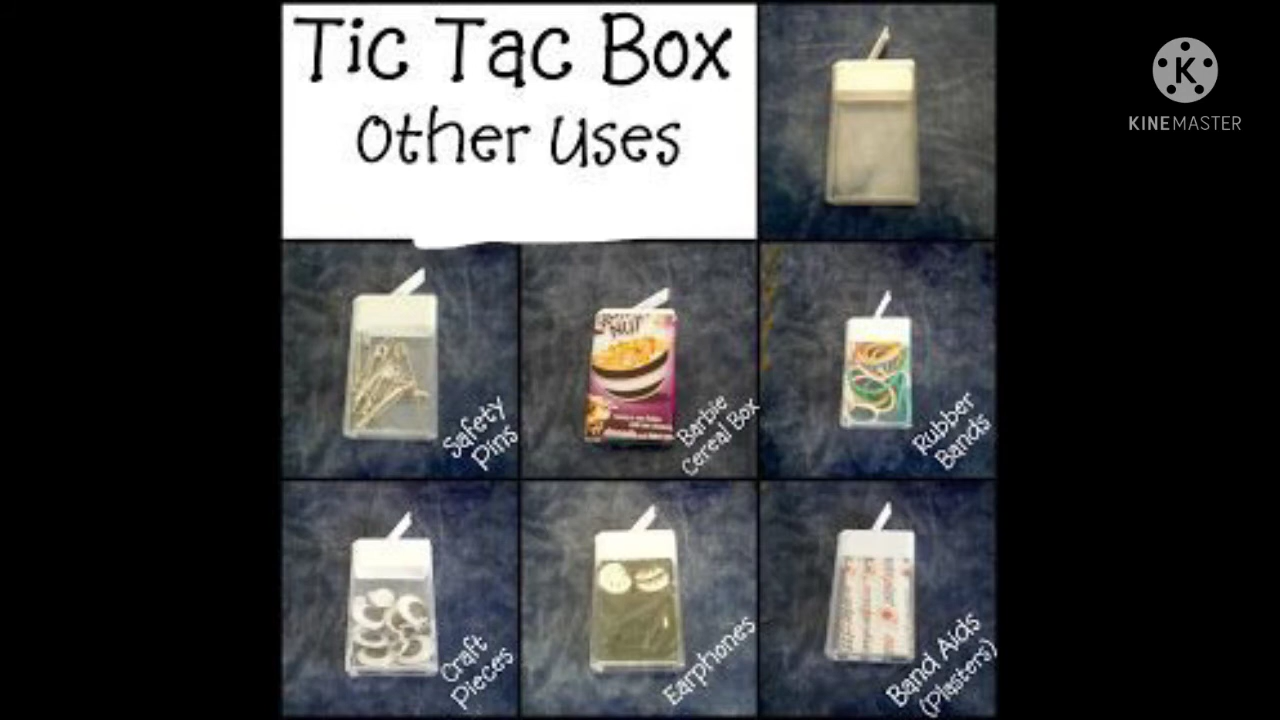 Tic Tac Box
Other Uses
KINEMASTER
Safety
Pins
NUT
Barbie
Cereal Box
Rubber
Bands
Craft
Pieces
Earphones
Band Aids
(Plasters)